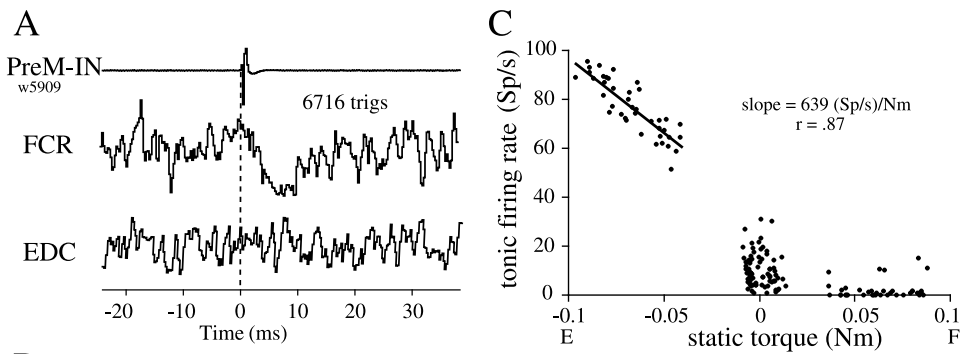 A
PreM-IN
w5909
6716 trigs
FCR
EDC
-20 -10 0 10 20 30
Time (ms)
C
tonic firing rate (Sp/s)
100
80
60
40
20
0
slope = 639 (Sp/s)/Nm
r = .87
-0.1 -0.05 0 0.05 0.1
E static torque (Nm) F